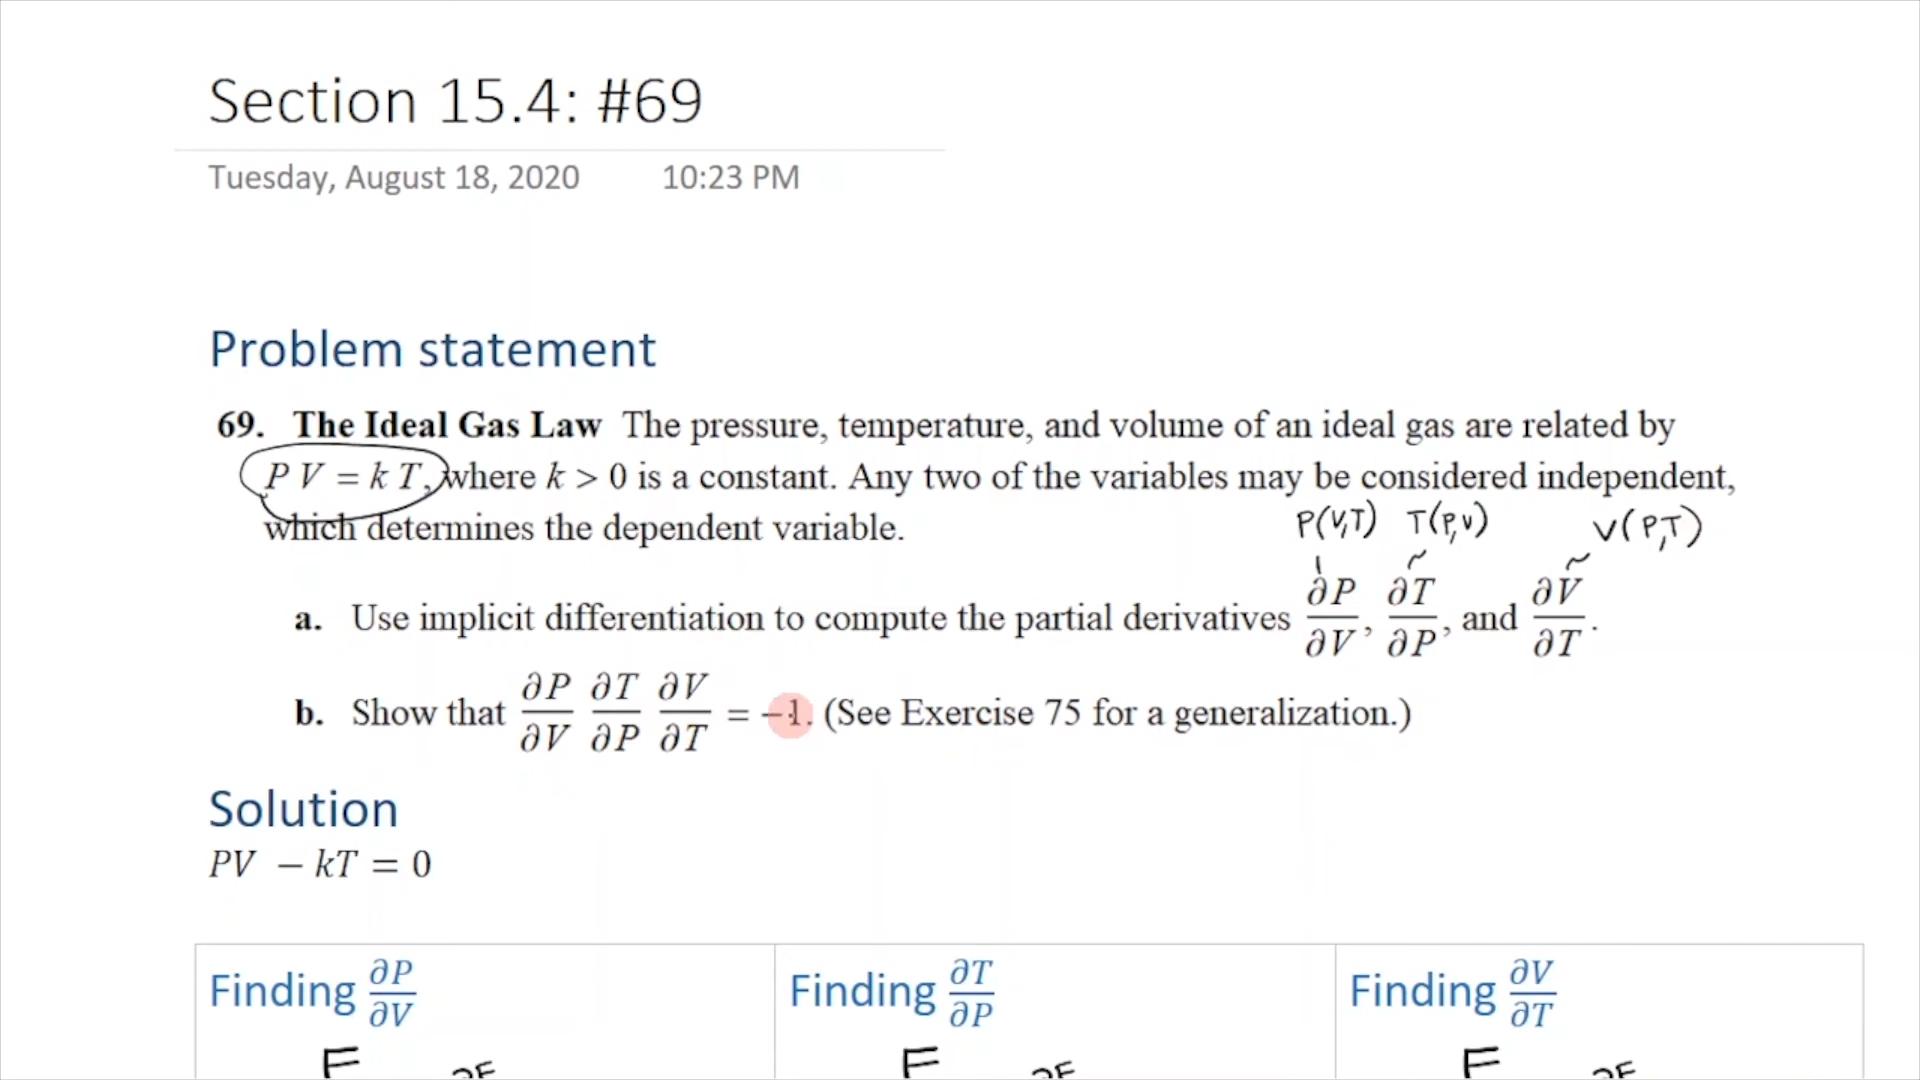 Section 15.4: #69
Tuesday, August 18, 2020 10:23 PM
Problem statement
69. The Ideal Gas Law The pressure, temperature, and volume of an ideal gas are related by
P V = k T, where k > 0 is a constant. Any two of the variables may be considered independent,
which determines the dependent variable.
P(V,T) T(P,V) V(P,T)
a. Use implicit differentiation to compute the partial derivatives ∂P/∂V, ∂T/∂P, and ∂V/∂T.
b. Show that ∂P/∂V ∂T/∂P ∂V/∂T = −1. (See Exercise 75 for a generalization.)
Solution
PV − kT = 0
Finding ∂P/∂V
Finding ∂T/∂P
Finding ∂V/∂T